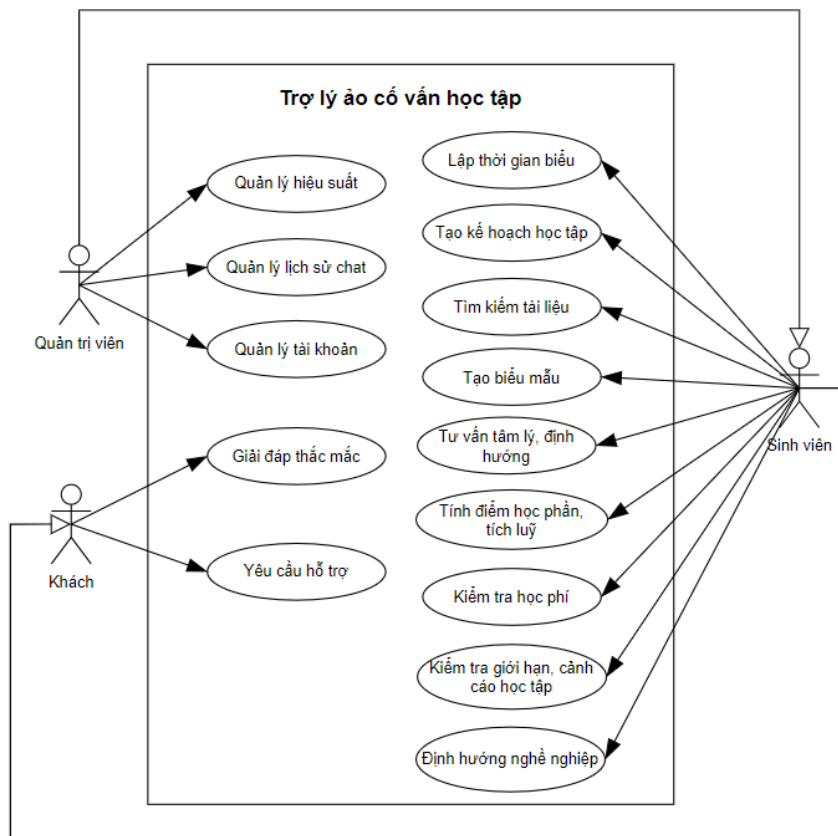 Trợ lý ảo cố vấn học tập
Quản lý hiệu suất
Quản lý lịch sử chat
Quản lý tài khoản
Quản trị viên
Giải đáp thắc mắc
Yêu cầu hỗ trợ
Khách
Lập thời gian biểu
Tạo kế hoạch học tập
Tìm kiếm tài liệu
Tạo biểu mẫu
Tư vấn tâm lý, định
hướng
Tính điểm học phần,
tích luỹ
Kiểm tra học phí
Kiểm tra giới hạn, cảnh
cáo học tập
Định hướng nghề nghiệp
Sinh viên